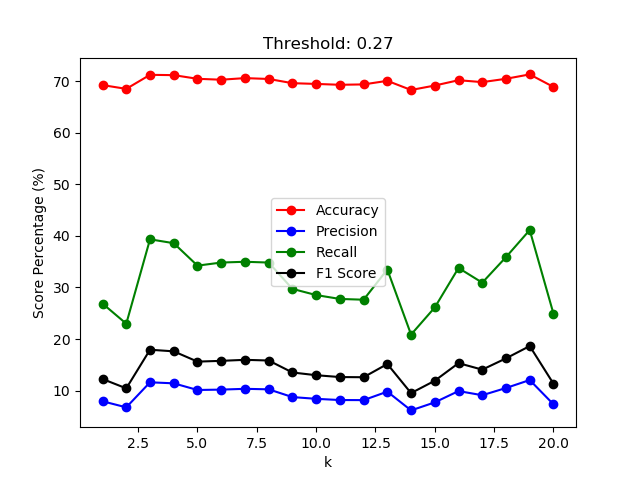 Threshold: 0.27
Score Percentage (%)
70
60
50
40
30
20
10
Accuracy
Precision
Recall
F1 Score
2.5 5.0 7.5 10.0 12.5 15.0 17.5 20.0
k